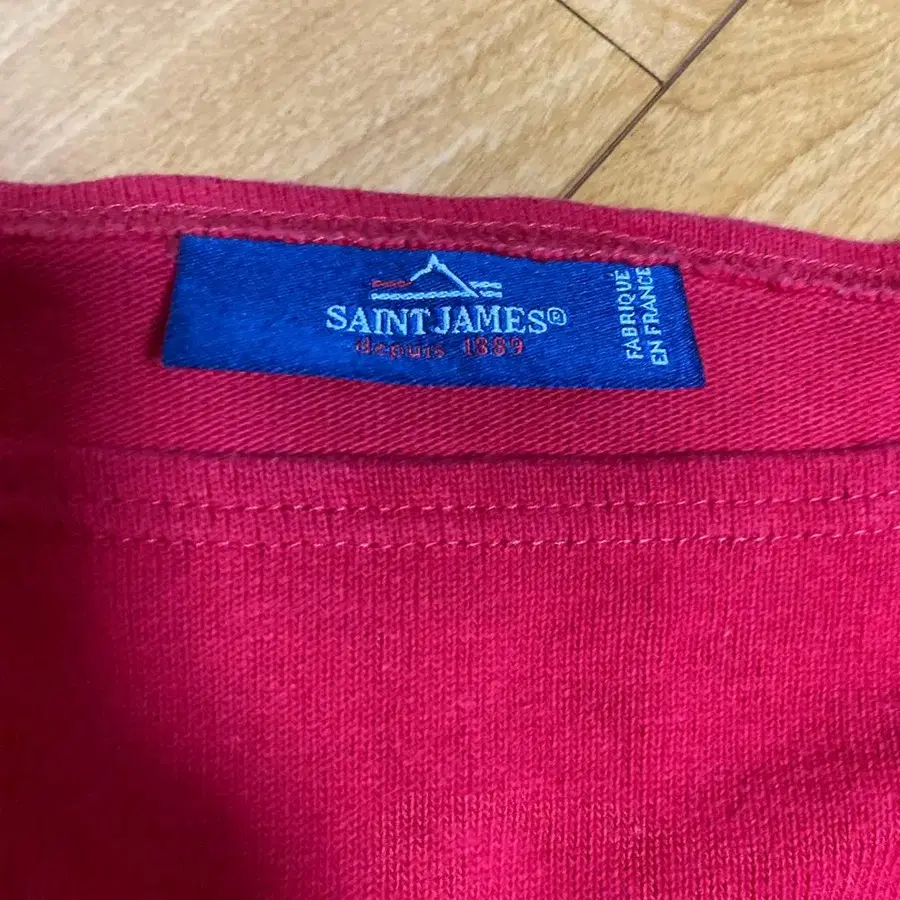 SAINT JAMES®
depuis 1889
FABRIQUÉ
EN FRANCE